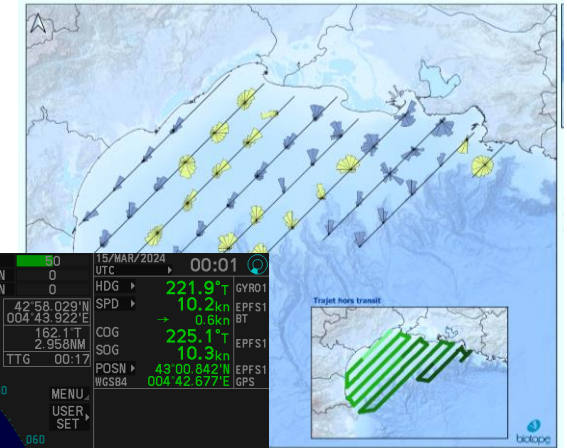 50
15/MAR/2024
UTC
00:01
N 0
N 0
HDG 221.9°T GYRO1
SPD 10.2kn EPFS1
→ 0.6kn BT
COG 225.1°T EPFS1
SOG 10.3kn
POSN 43°00.842'N EPFS1
WGS84 004°42.677'E GPS
42°58.029'N
004°43.922'E
162.1°T
2.958NM
TTG 00:17
MENU
USER
SET
060
Trajet hors transit
biotope